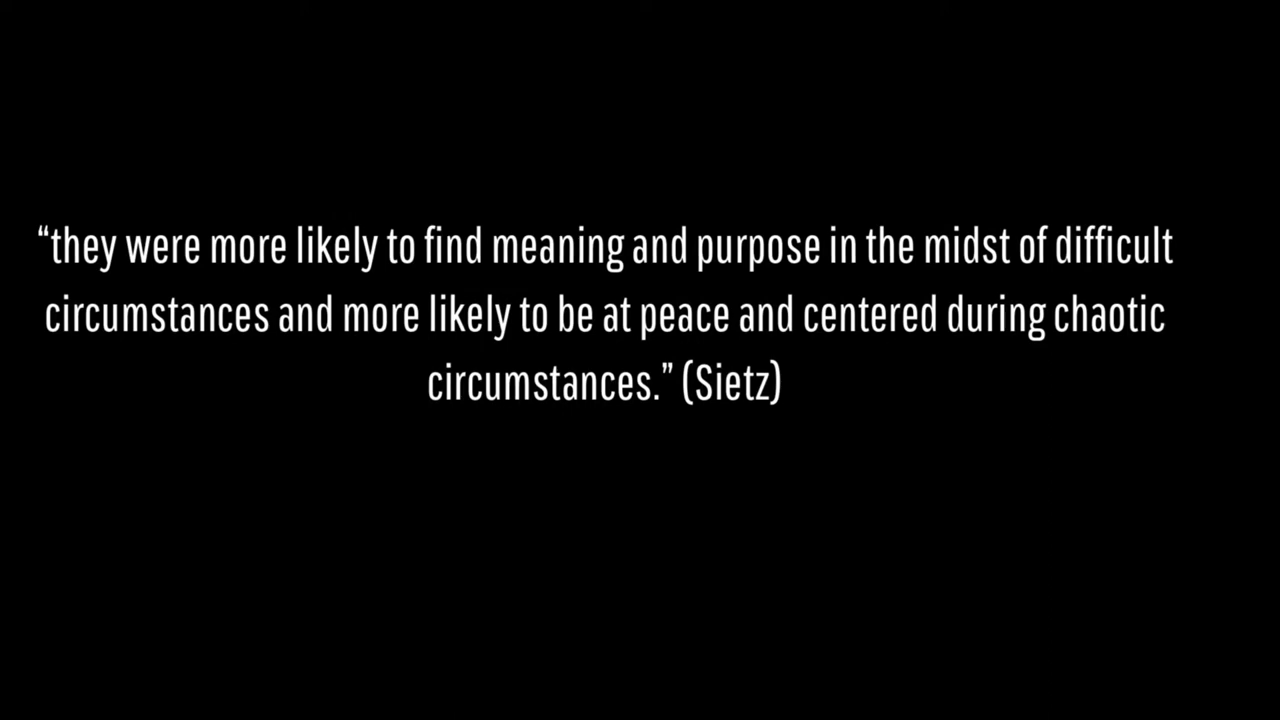 “they were more likely to find meaning and purpose in the midst of difficult
circumstances and more likely to be at peace and centered during chaotic
circumstances.” (Sietz)